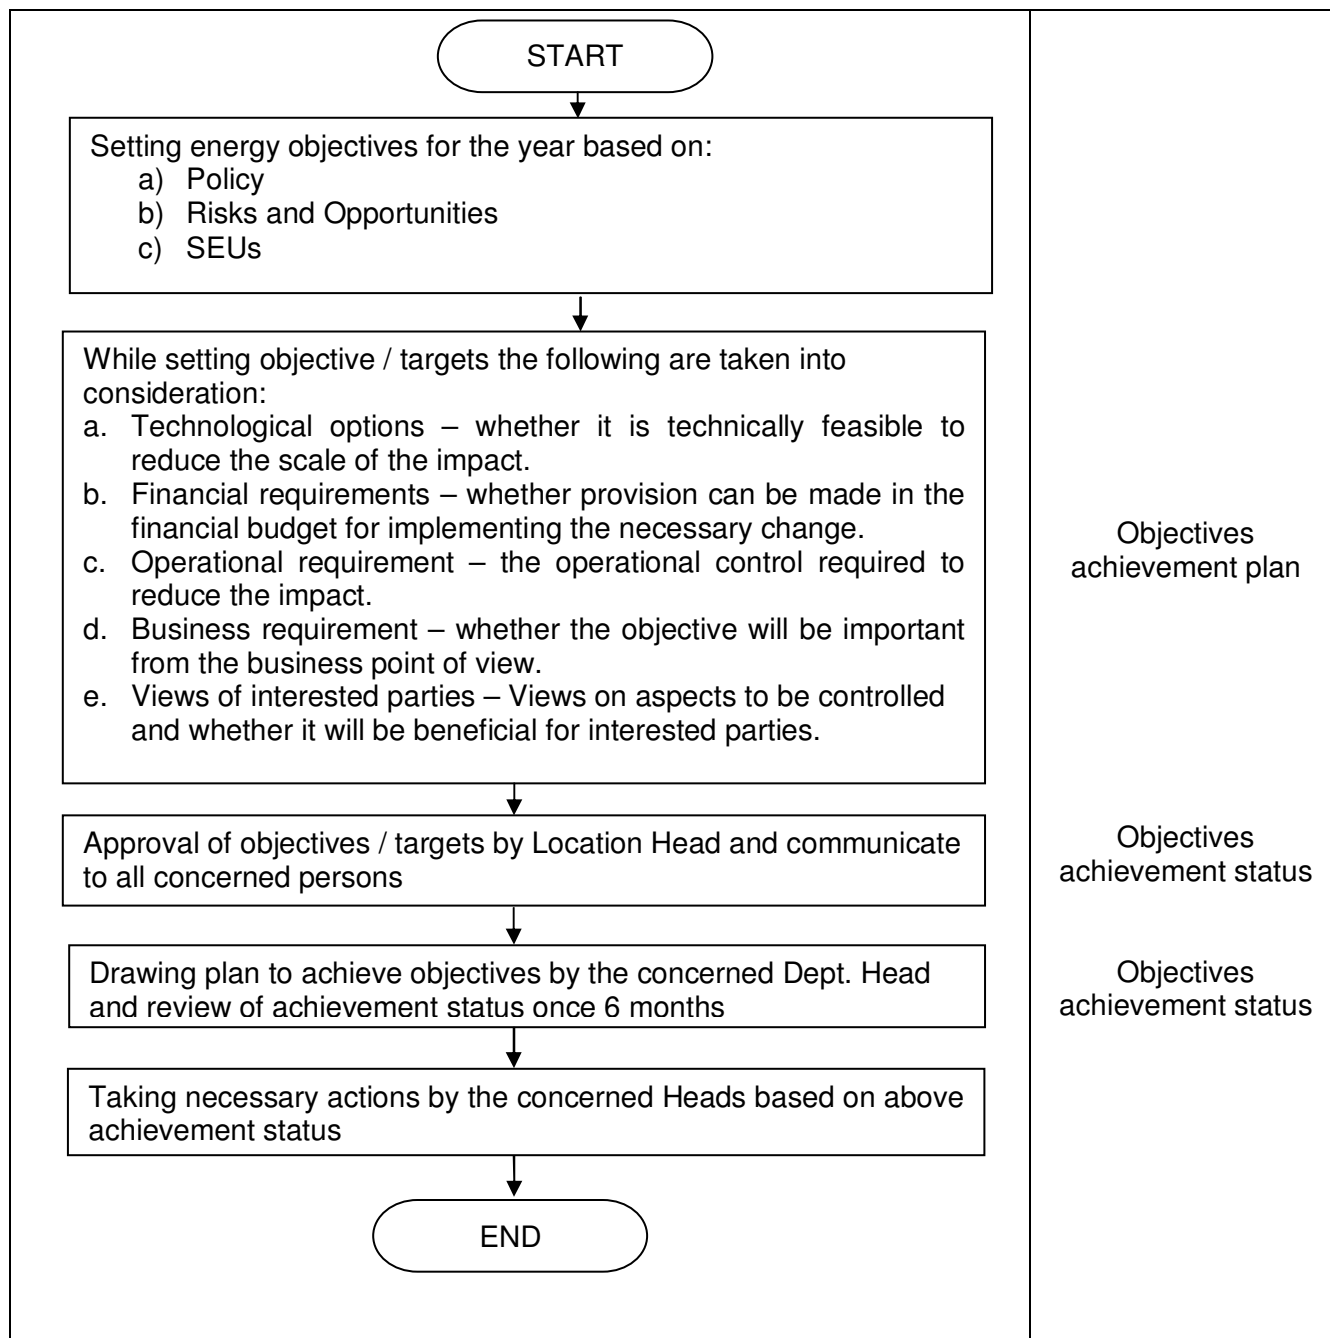 START
Setting energy objectives for the year based on:
a) Policy
b) Risks and Opportunities
c) SEUs
While setting objective / targets the following are taken into
consideration:
a. Technological options – whether it is technically feasible to
reduce the scale of the impact.
b. Financial requirements – whether provision can be made in the
financial budget for implementing the necessary change.
c. Operational requirement – the operational control required to
reduce the impact.
d. Business requirement – whether the objective will be important
from the business point of view.
e. Views of interested parties – Views on aspects to be controlled
and whether it will be beneficial for interested parties.
Objectives
achievement plan
Approval of objectives / targets by Location Head and communicate
to all concerned persons
Objectives
achievement status
Drawing plan to achieve objectives by the concerned Dept. Head
and review of achievement status once 6 months
Objectives
achievement status
Taking necessary actions by the concerned Heads based on above
achievement status
END